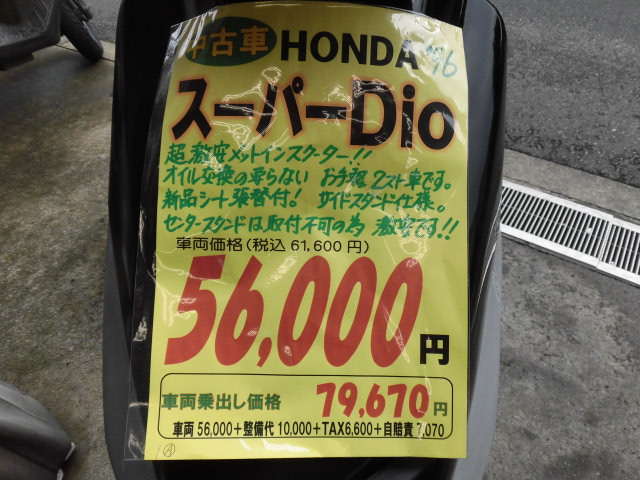 中古車 HONDA '96
スーパーDio
超激安メットインスクーター!!
オイル交換の要らない お手軽2スト車です。
新品シート張替付! サイドスタンド仕様。
センタースタンドは取付不可の為 激安です!!
車両価格(税込 61,600円)
56,000円
車両乗出し価格 79,670円
車両 56,000+整備代 10,000+TAX6,600+自賠責 7,070